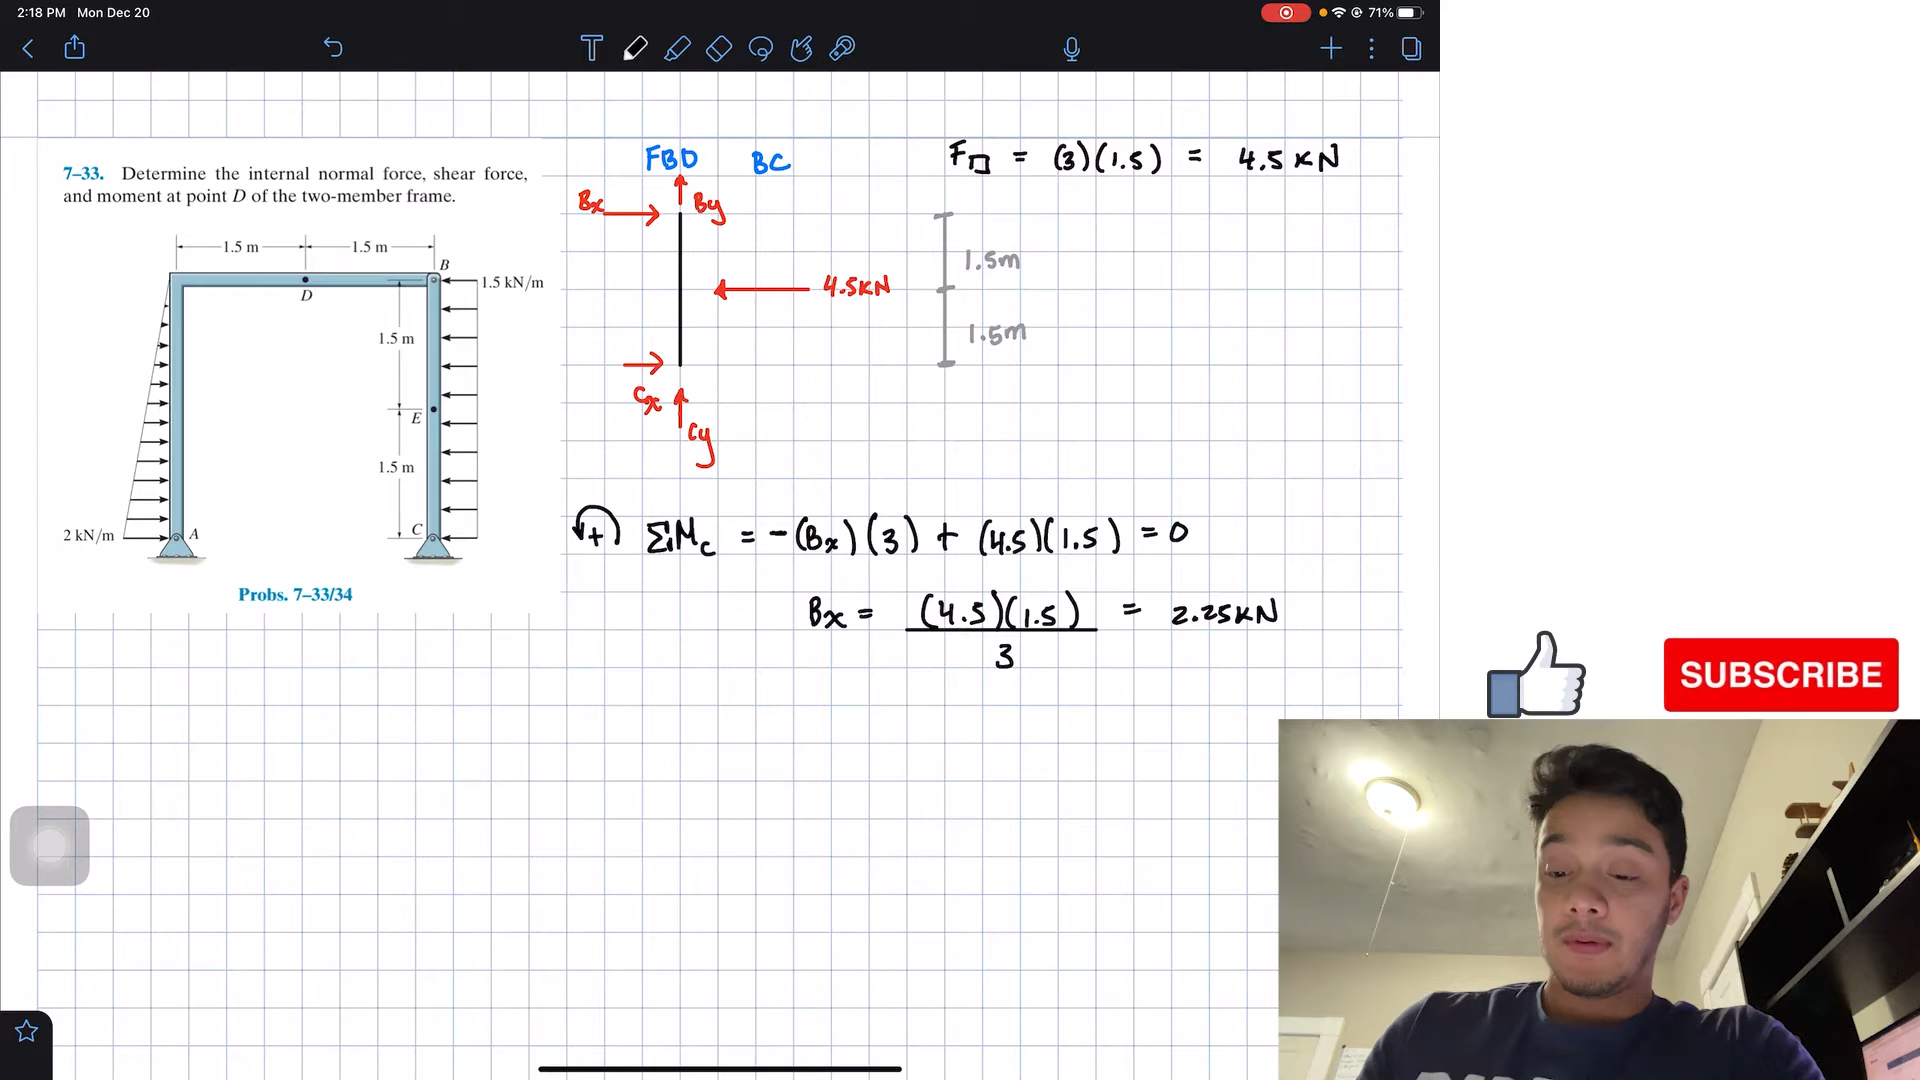 2:18 PM Mon Dec 20
71%
7–33. Determine the internal normal force, shear force,
and moment at point D of the two-member frame.
1.5 m
1.5 m
B
1.5 kN/m
D
1.5 m
E
1.5 m
2 kN/m
A
C
Probs. 7–33/34
FBD BC
Bx
By
4.5KN
Cx
Cy
F = (3)(1.5) = 4.5 KN
1.5m
1.5m
+ ΣMc = -(Bx)(3) + (4.5)(1.5) = 0
Bx = (4.5)(1.5) = 2.25KN
3
SUBSCRIBE